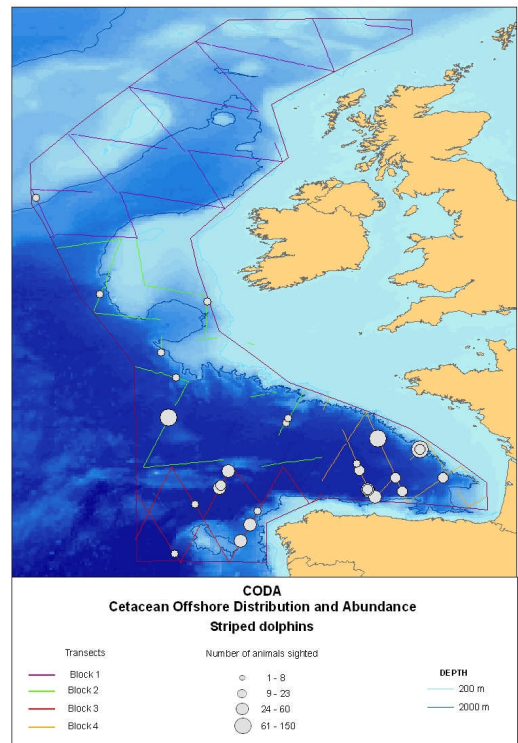 CODA
Cetacean Offshore Distribution and Abundance
Striped dolphins
Transects
Block 1
Block 2
Block 3
Block 4
Number of animals sighted
1 - 8
9 - 23
24 - 60
61 - 150
DEPTH
200 m
2000 m